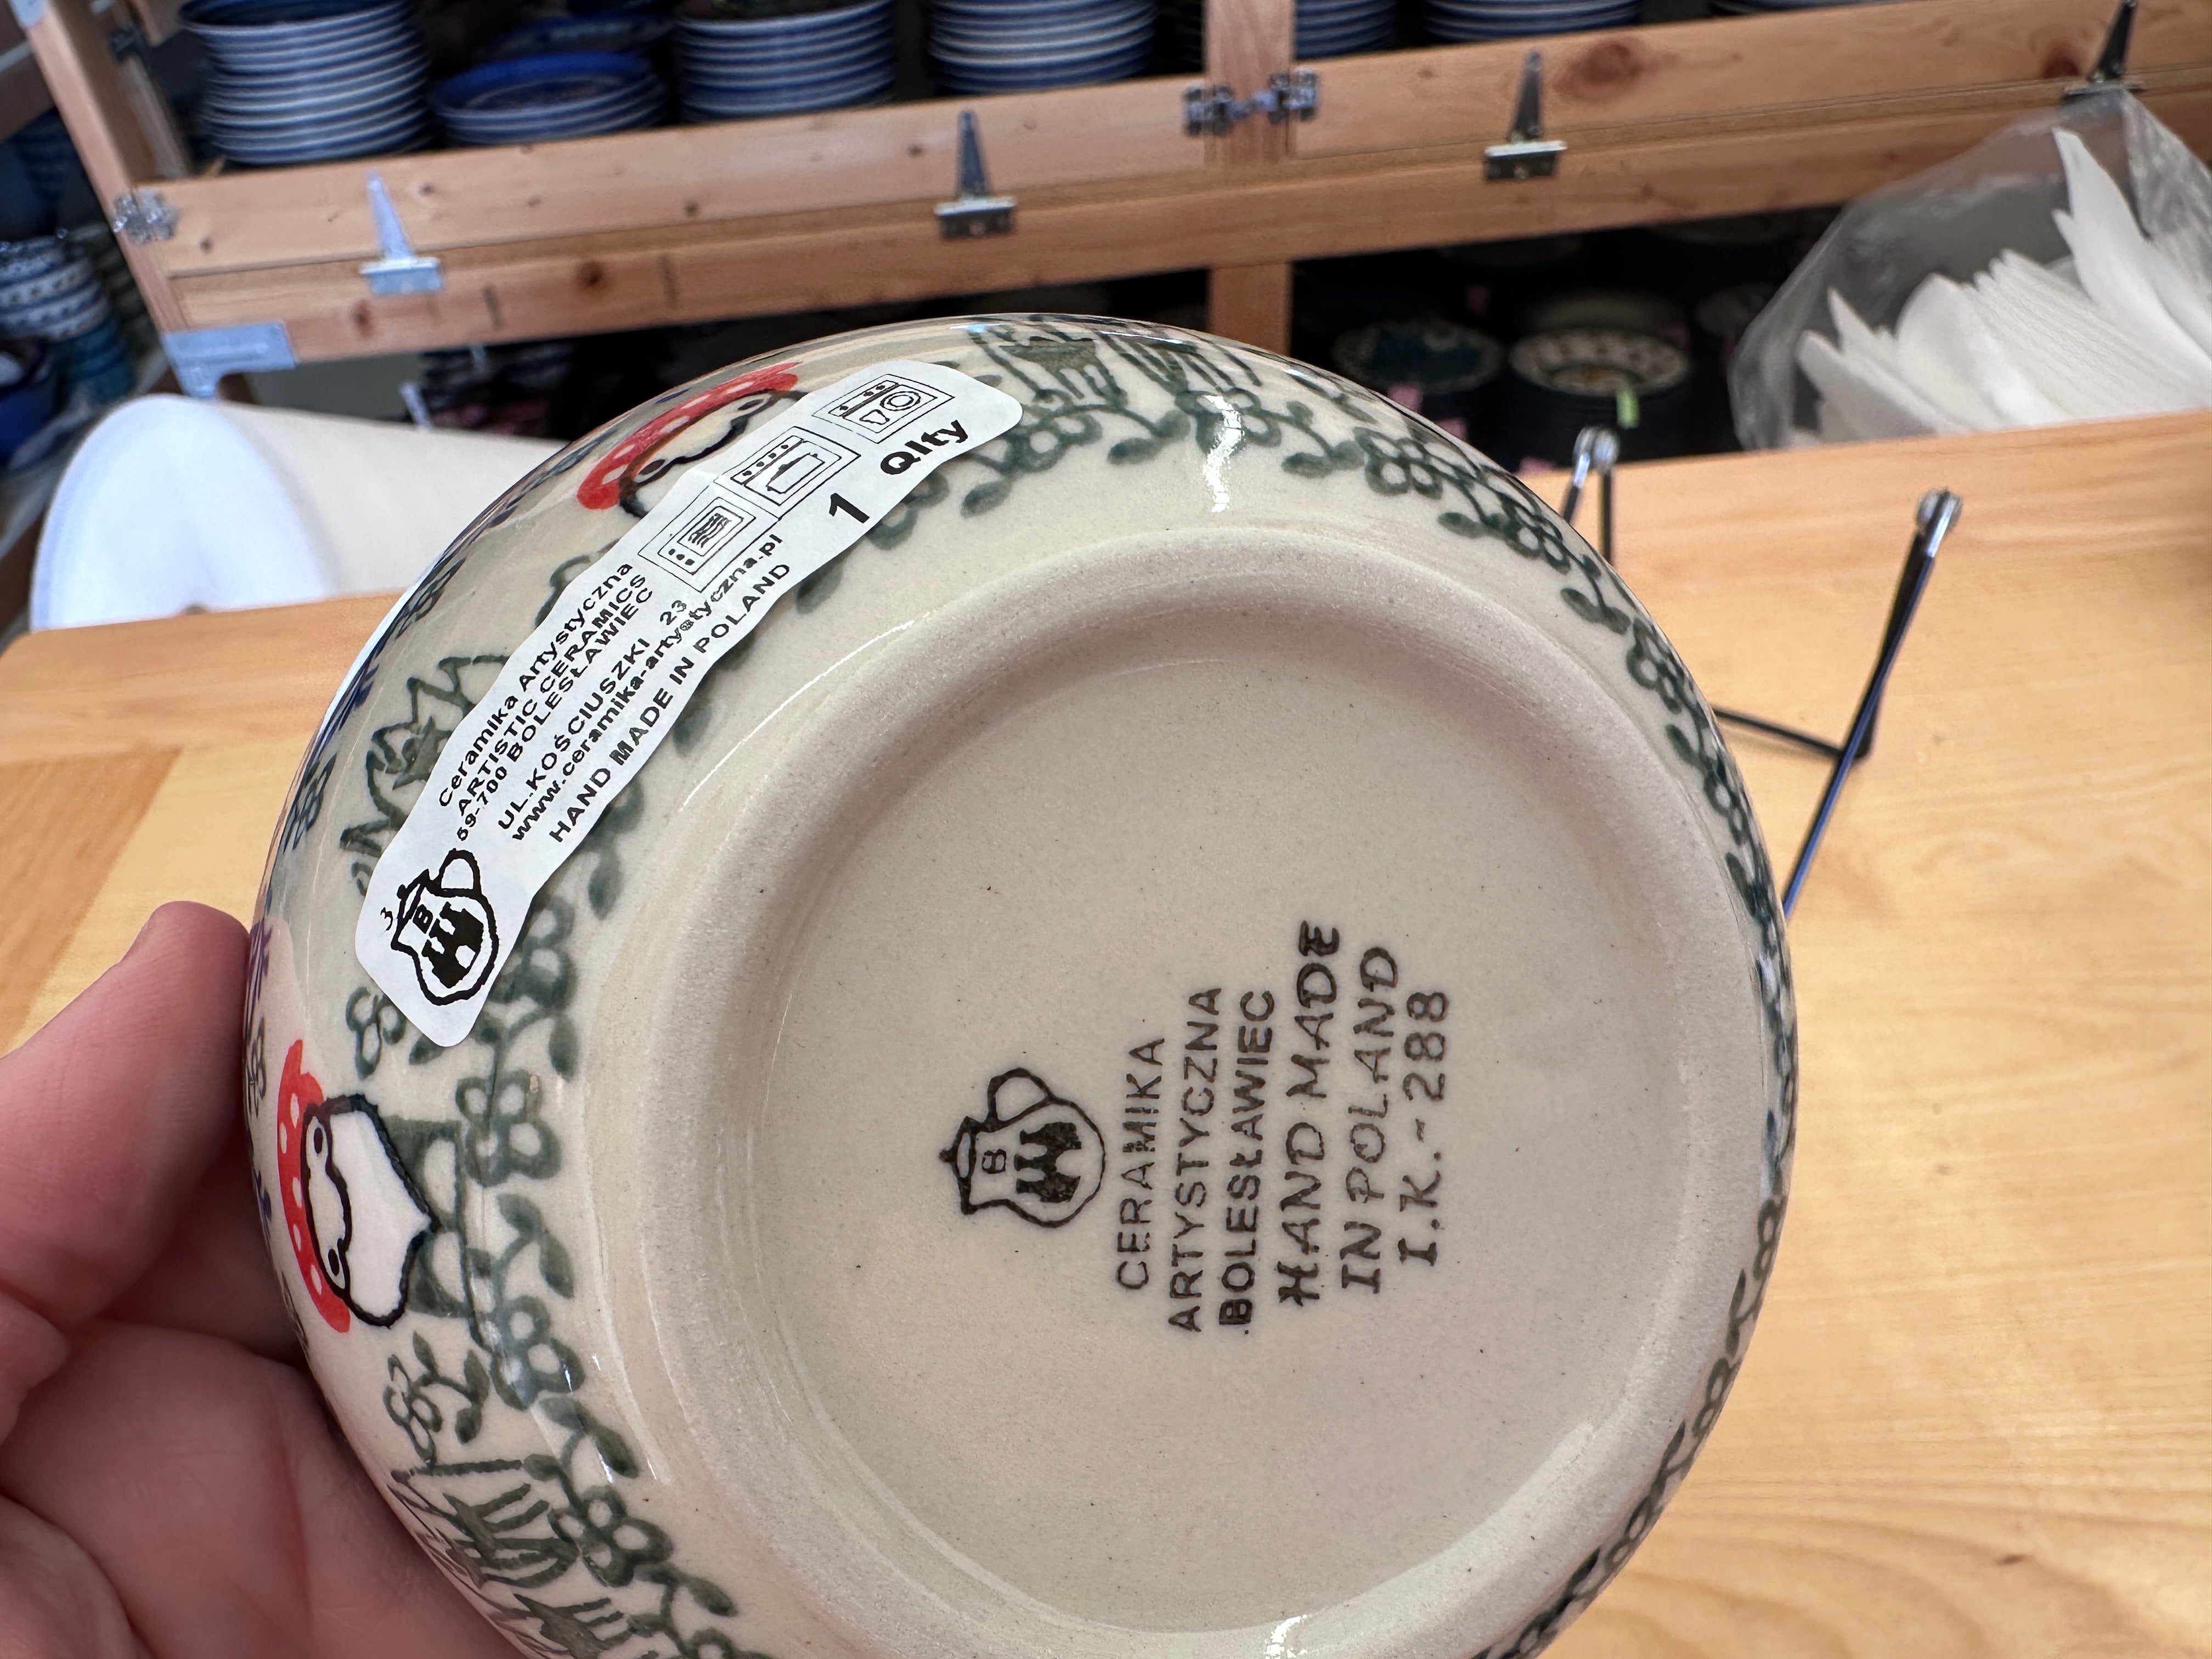 Ceramika Artystyczna
ARTISTIC CERAMICS
59-700 BOLESŁAWIEC
UL.KOŚCIUSZKI 23
www.ceramika-artystyczna.pl
HAND MADE IN POLAND
1 Qlty
B
B
CERAMIKA
ARTYSTYCZNA
BOLESŁAWIEC
HAND MADE
IN POLAND
I.K.-288